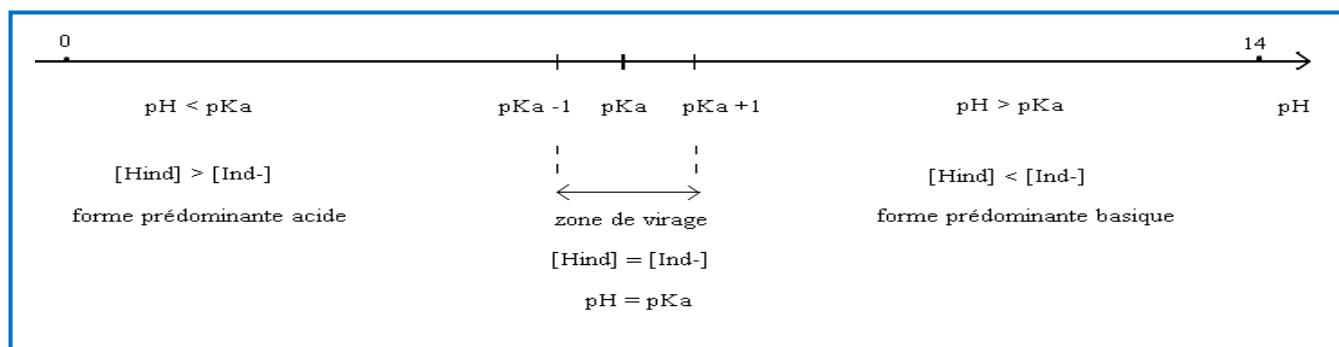 0 14
pH < pKa pKa -1 pKa pKa +1 pH > pKa pH
[Hind] > [Ind-] [Hind] < [Ind-]
forme prédominante acide zone de virage forme prédominante basique
[Hind] = [Ind-]
pH = pKa